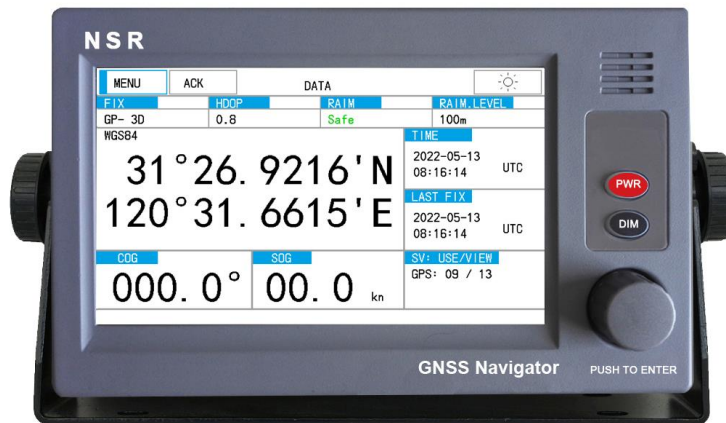 NSR
MENU ACK DATA
FIX HDOP RAIM RAIM.LEVEL
GP- 3D 0.8 Safe 100m
WGS84
31°26.9216'N
120°31.6615'E
TIME
2022-05-13
08:16:14 UTC
LAST FIX
2022-05-13
08:16:14 UTC
COG SOG SV: USE/VIEW
000.0° 00.0 kn GPS: 09 / 13
PWR
DIM
GNSS Navigator
PUSH TO ENTER